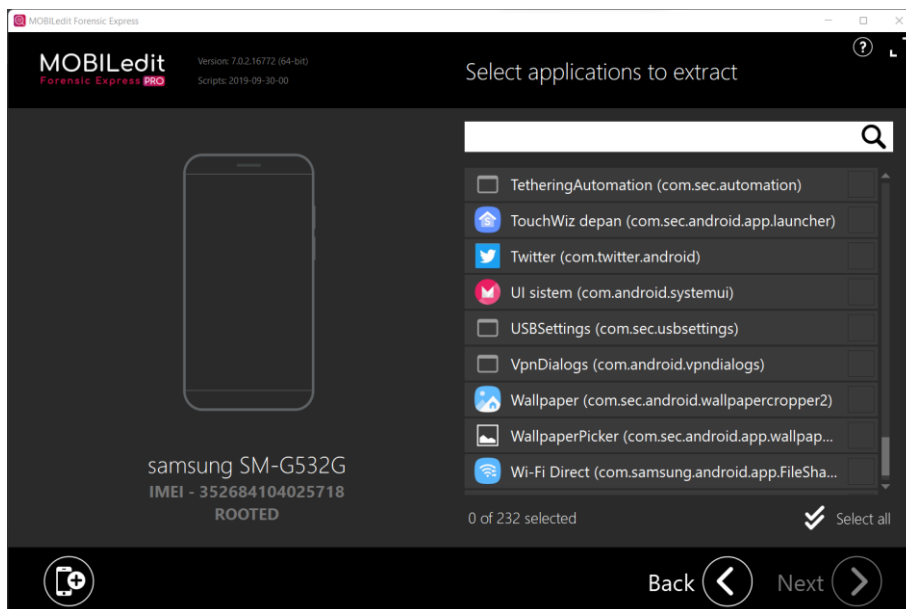 MOBILedit Forensic Express
MOBILedit
Forensic Express PRO
Version: 7.0.2.16772 (64-bit)
Scripts: 2019-09-30-00
?
Select applications to extract
TetheringAutomation (com.sec.automation)
TouchWiz depan (com.sec.android.app.launcher)
Twitter (com.twitter.android)
UI sistem (com.android.systemui)
USBSettings (com.sec.usbsettings)
VpnDialogs (com.android.vpndialogs)
Wallpaper (com.sec.android.wallpapercropper2)
WallpaperPicker (com.sec.android.app.wallpap...
Wi-Fi Direct (com.samsung.android.app.FileSha...
samsung SM-G532G
IMEI - 352684104025718
ROOTED
0 of 232 selected
Select all
Back
Next